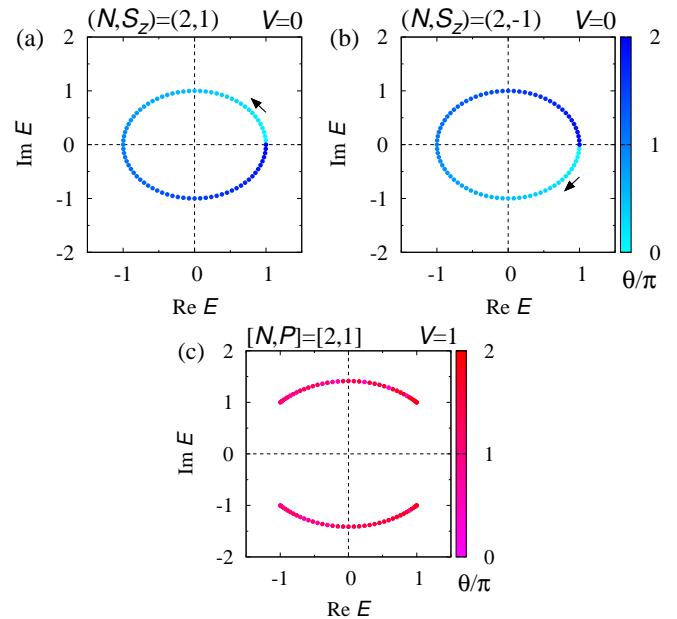 (a) (N,S_z)=(2,1) V=0
2
1
0
-1
-2
Im E
-1 0 1
Re E
(b) (N,S_z)=(2,-1) V=0
2
1
0
-1
-2
Im E
-1 0 1
Re E
2
1
0
θ/π
(c) [N,P]=[2,1] V=1
2
1
0
-1
-2
Im E
-1 0 1
Re E
2
1
0
θ/π